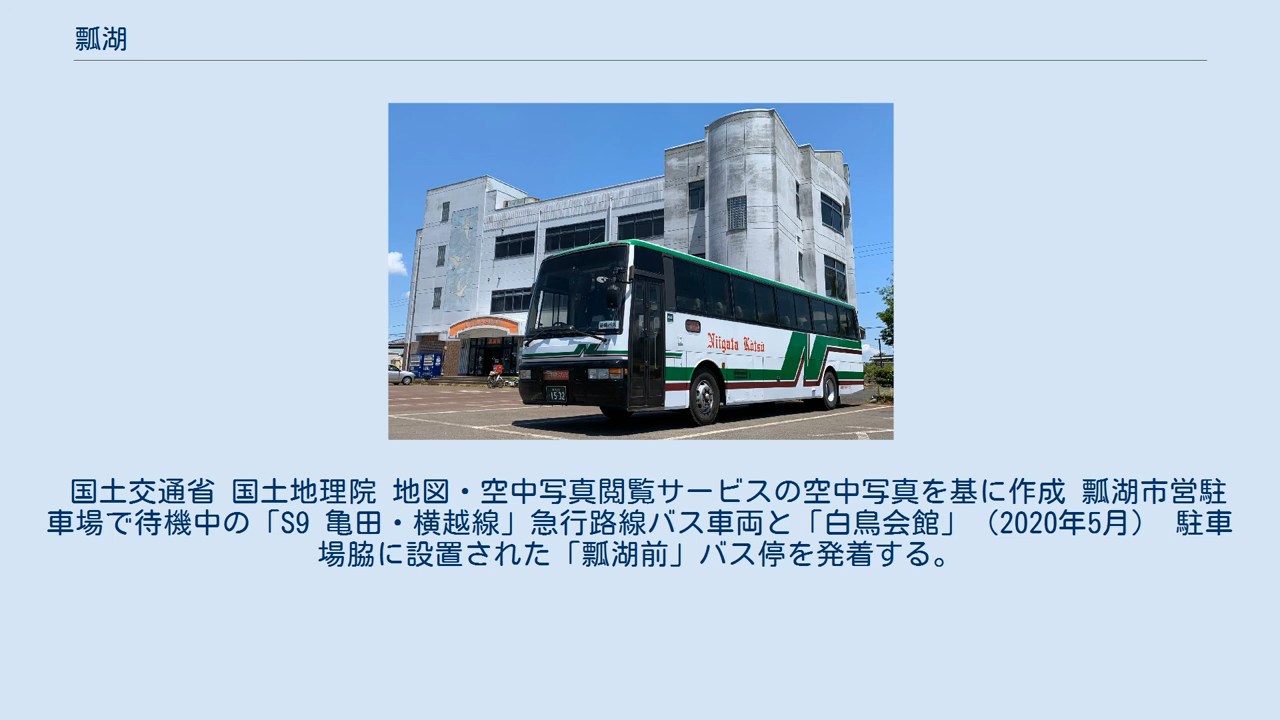 瓢湖
Niigata Kotsu
1532
国土交通省 国土地理院 地図・空中写真閲覧サービスの空中写真を基に作成 瓢湖市営駐
車場で待機中の「S9 亀田・横越線」急行路線バス車両と「白鳥会館」（2020年5月） 駐車
場脇に設置された「瓢湖前」バス停を発着する。